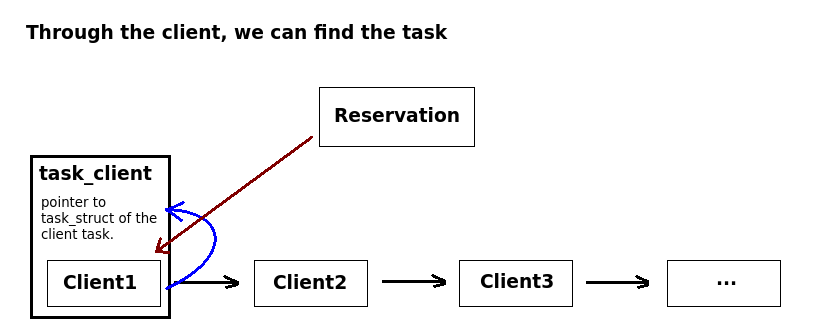 Through the client, we can find the task
Reservation
task_client
pointer to
task_struct of the
client task.
Client1
Client2
Client3
...